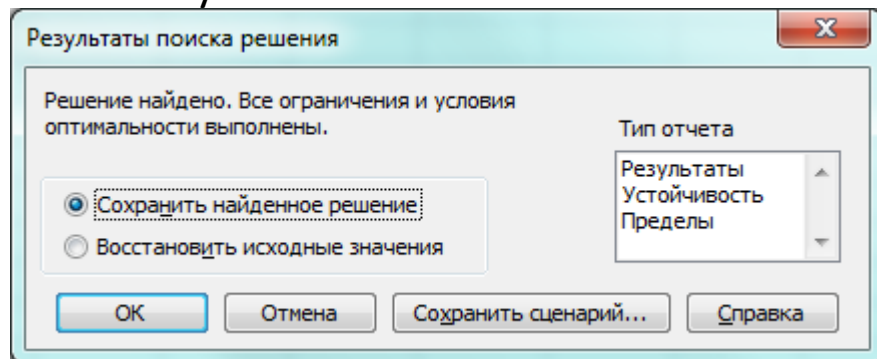 Результаты поиска решения
Решение найдено. Все ограничения и условия
оптимальности выполнены.
Тип отчета
Результаты
Устойчивость
Пределы
Сохранить найденное решение
Восстановить исходные значения
ОК
Отмена
Сохранить сценарий...
Справка